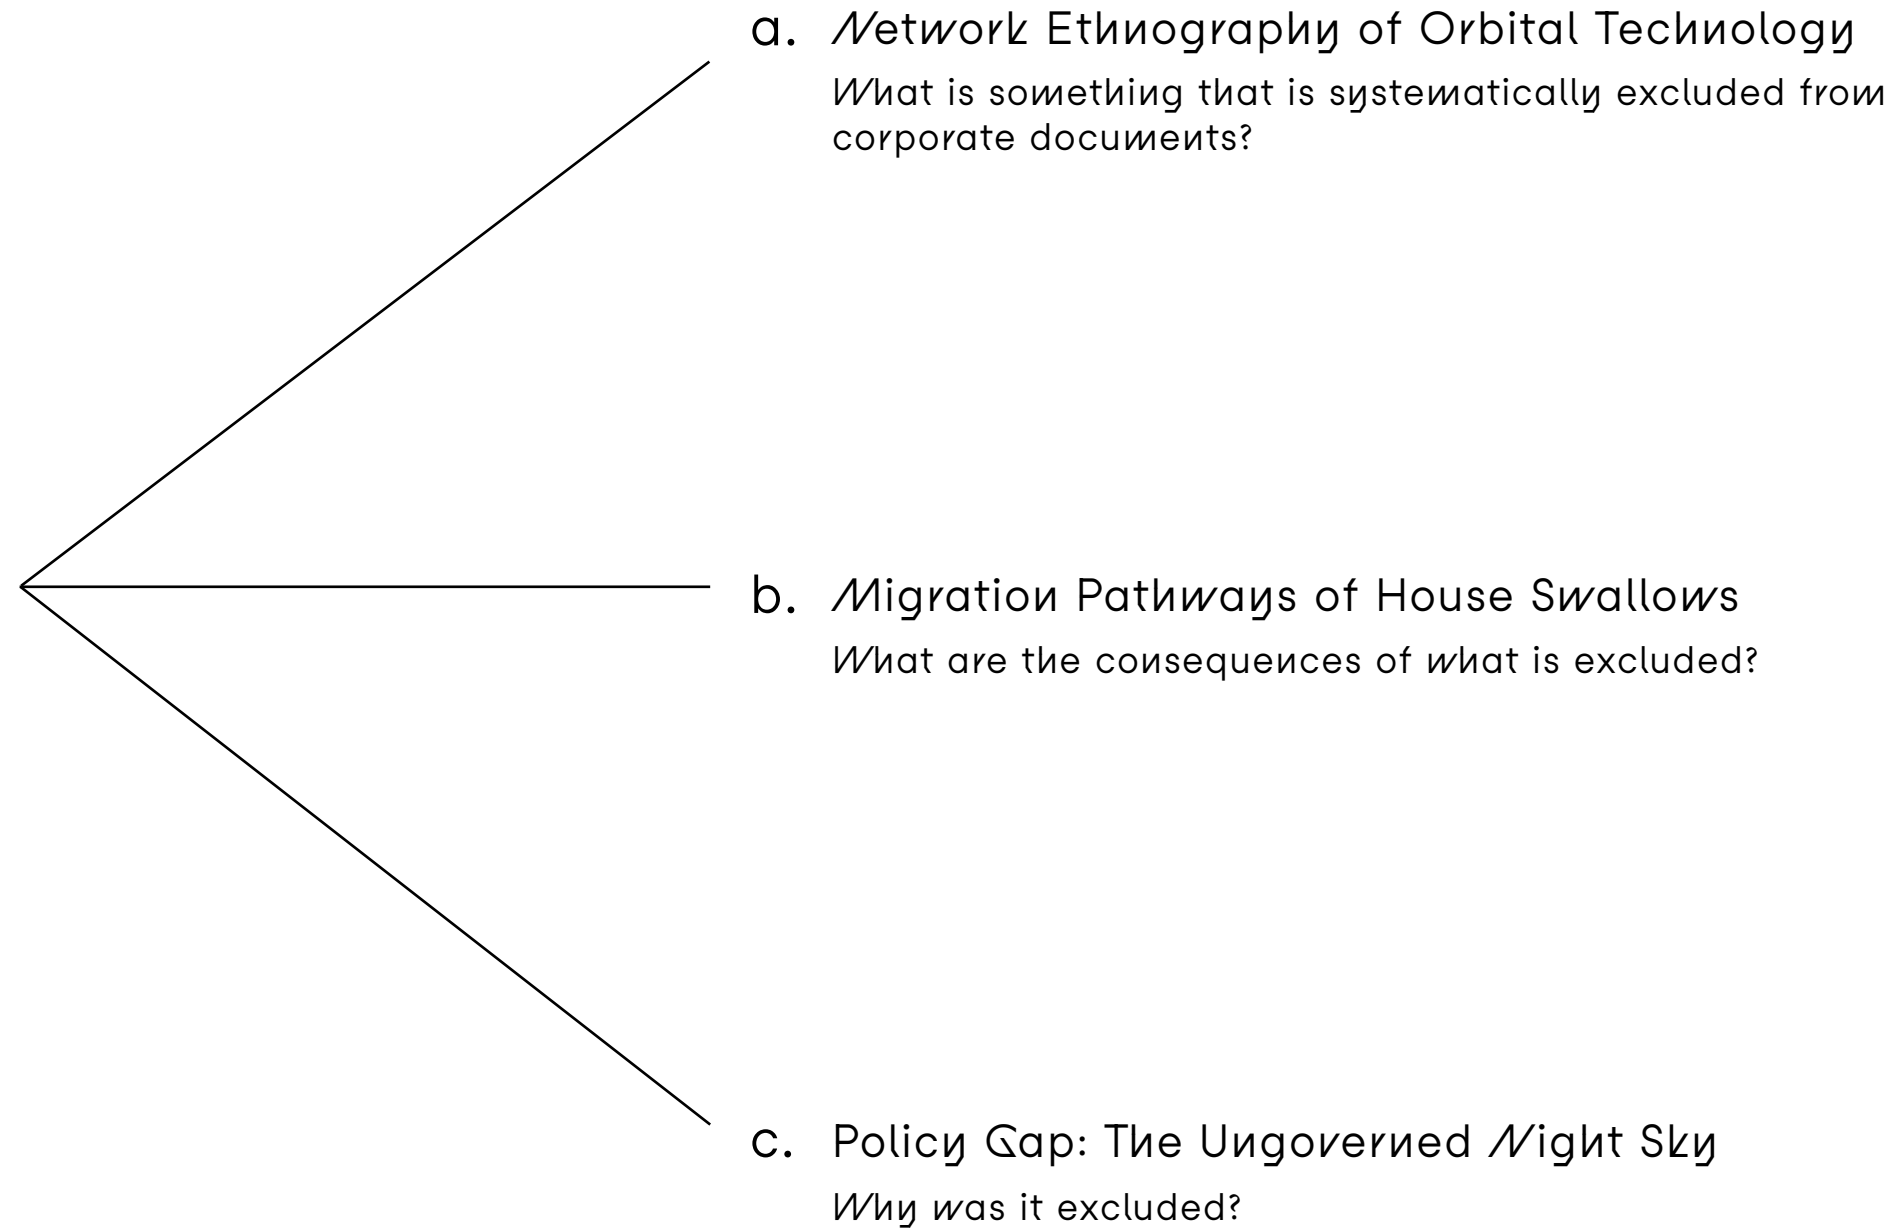 a. Network Ethnography of Orbital Technology
What is something that is systematically excluded from
corporate documents?
b. Migration Pathways of House Swallows
What are the consequences of what is excluded?
c. Policy Gap: The Ungoverned Night Sky
Why was it excluded?